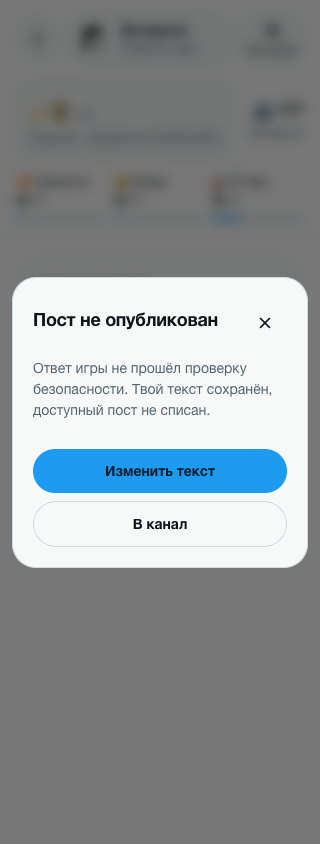 Пост не опубликован
Ответ игры не прошёл проверку
безопасности. Твой текст сохранён,
доступный пост не списан.
Изменить текст
В канал